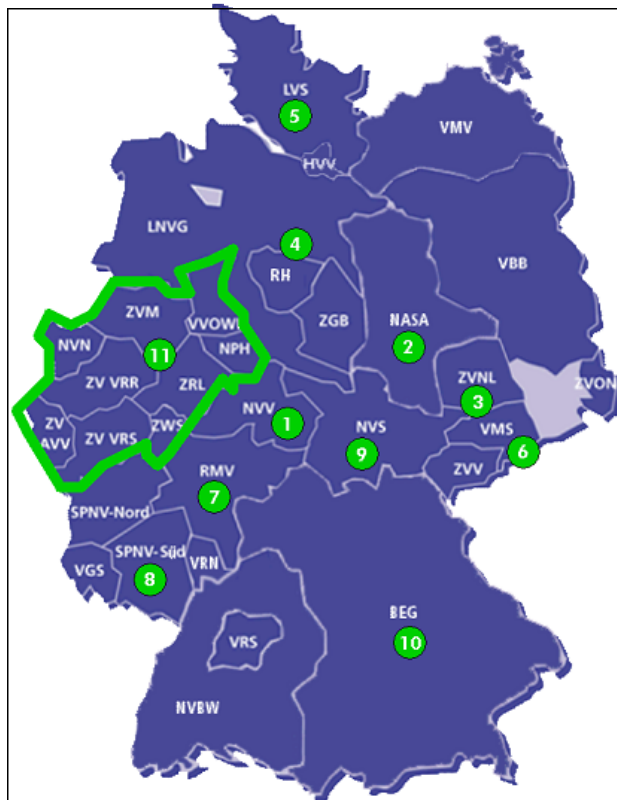 LVS
5
VMV
HVV
LNVG
4
VBB
RH
ZGB
NASA
2
ZVM
VVOWL
NVN
11
NPH
ZV VRR
ZRL
ZVNL
3
ZVON
NVV
1
ZV
AVV
ZV VRS
ZWS
NVS
9
VMS
6
ZVV
RMV
7
SPNV-Nord
SPNV-Süd
8
VRN
VGS
BEG
10
VRS
NVBW